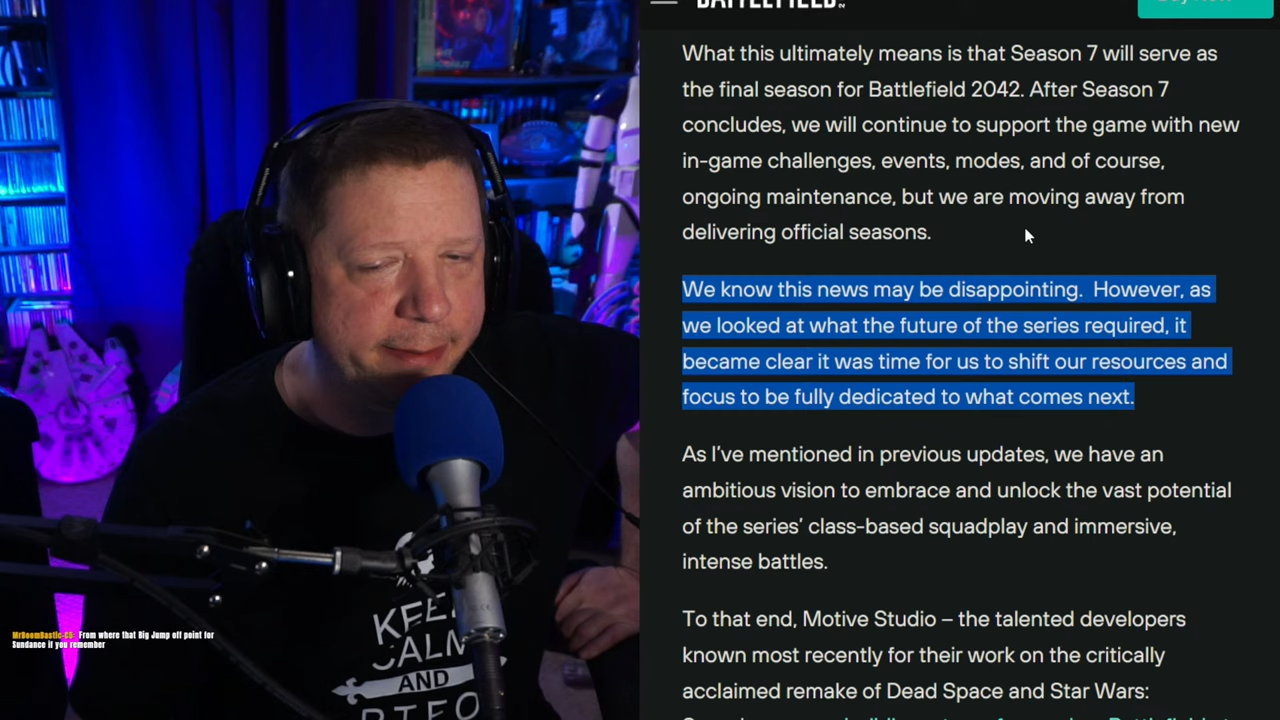 BATTLEFIELD
Buy Now
What this ultimately means is that Season 7 will serve as
the final season for Battlefield 2042. After Season 7
concludes, we will continue to support the game with new
in-game challenges, events, modes, and of course,
ongoing maintenance, but we are moving away from
delivering official seasons.
We know this news may be disappointing.  However, as
we looked at what the future of the series required, it
became clear it was time for us to shift our resources and
focus to be fully dedicated to what comes next.
As I’ve mentioned in previous updates, we have an
ambitious vision to embrace and unlock the vast potential
of the series’ class-based squadplay and immersive,
intense battles.
To that end, Motive Studio – the talented developers
known most recently for their work on the critically
acclaimed remake of Dead Space and Star Wars:
KEEP
CALM
AND
MrBoomBastic-CS: From where that Big Jump off point for
Sundance if you remember